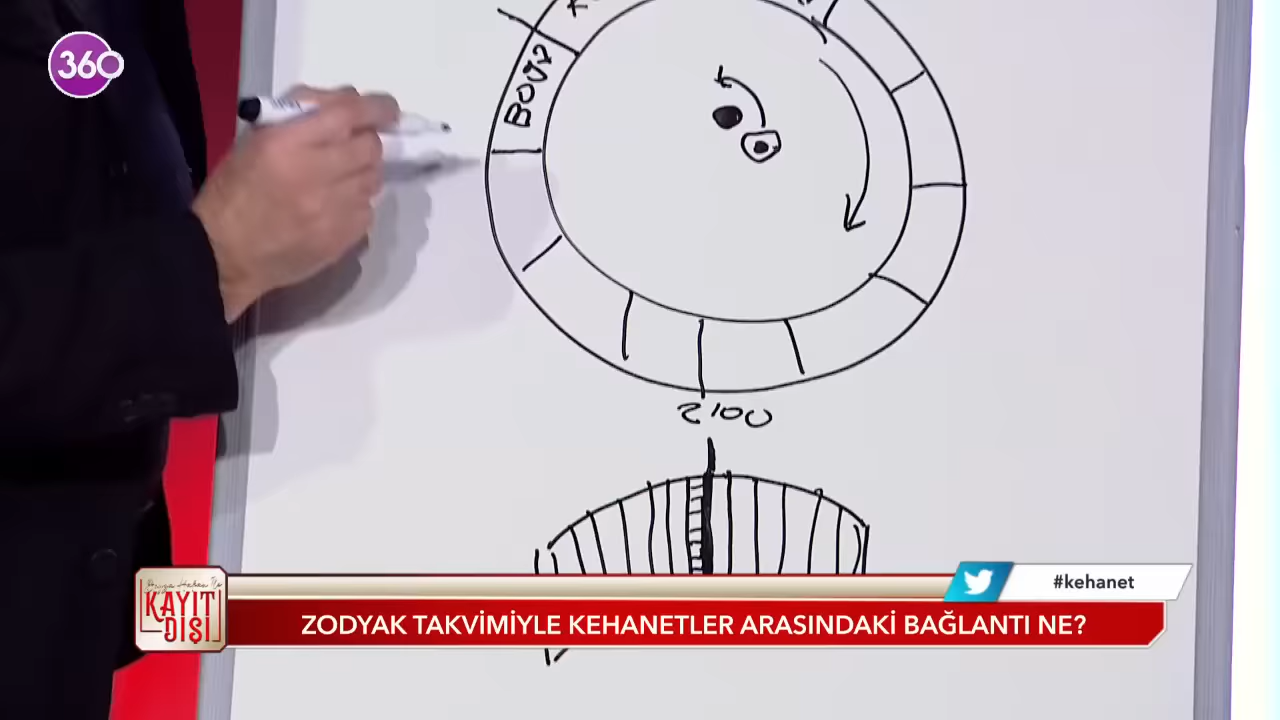 360
BOĞA
2100
KAYIT
DIŞI
#kehanet
ZODYAK TAKVİMİYLE KEHANETLER ARASINDAKİ BAĞLANTI NE?